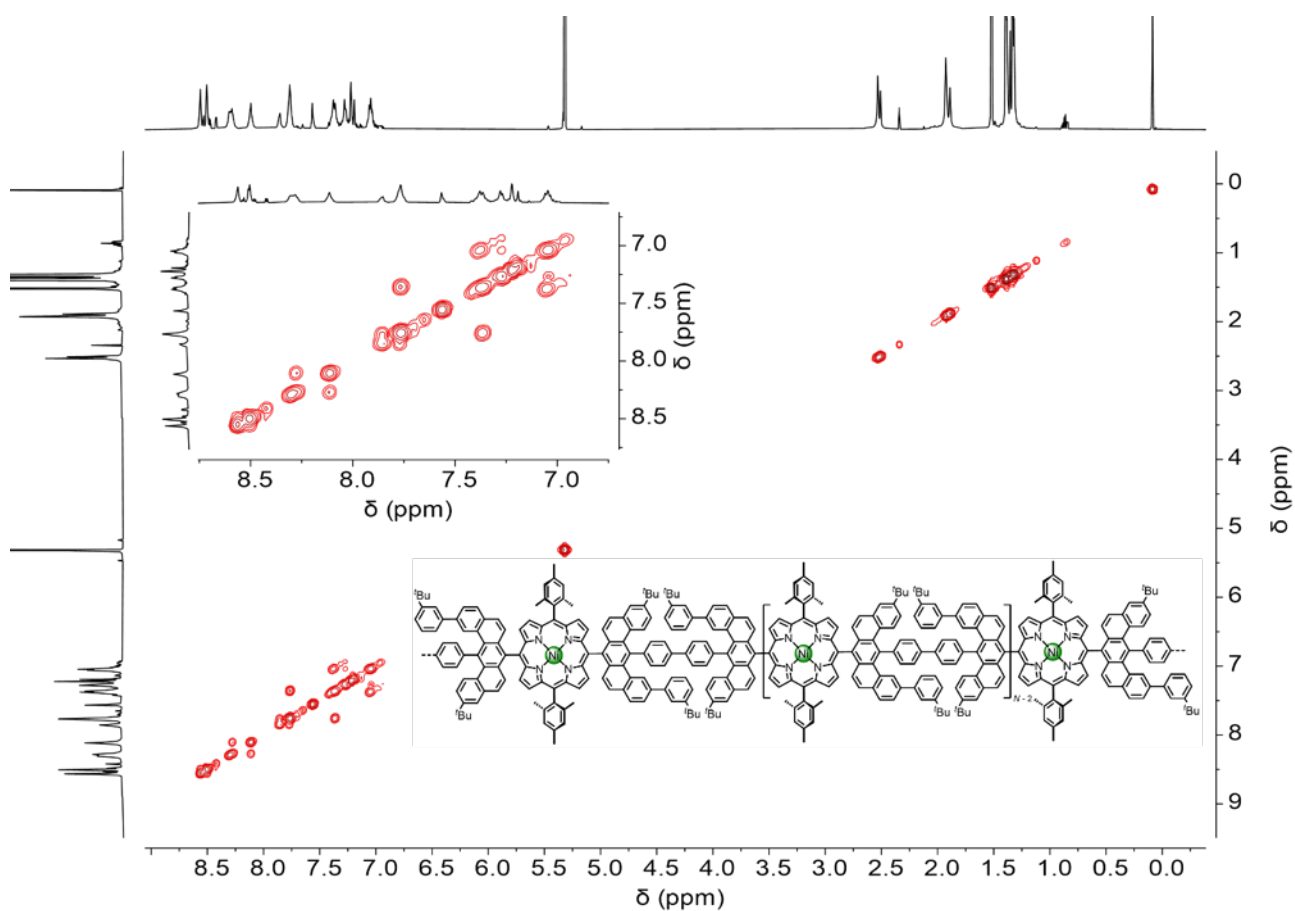 0
1
2
3
4
5
6
7
8
9
δ (ppm)
7.0
7.5
8.0
8.5
δ (ppm)
8.5 8.0 7.5 7.0
δ (ppm)
tBu tBu tBu tBu tBu tBu
N N N N Ni
N N N N Ni
N N N N Ni
tBu tBu tBu tBu tBu tBu
N - 2
8.5 8.0 7.5 7.0 6.5 6.0 5.5 5.0 4.5 4.0 3.5 3.0 2.5 2.0 1.5 1.0 0.5 0.0
δ (ppm)